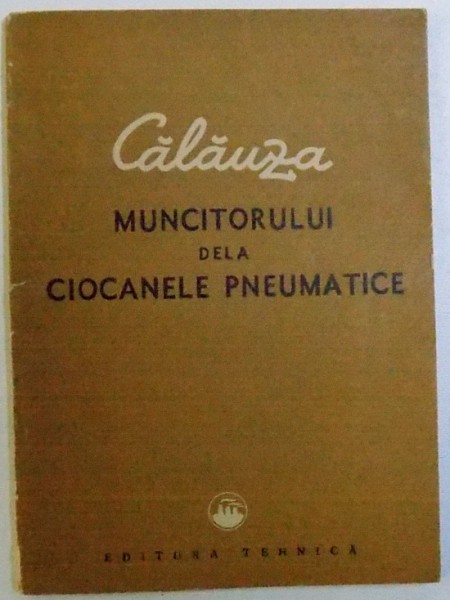 Călăuza
MUNCITORULUI
DELA
CIOCANELE PNEUMATICE
EDITURA TEHNICĂ